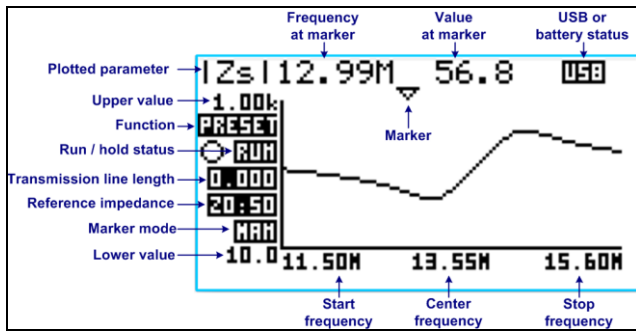 Frequency at marker
Value at marker
USB or battery status
Plotted parameter
|Zs|12.99M 56.8 USB
Upper value
1.00k
Marker
Function
PRESET
Run / hold status
RUN
Transmission line length
0.000
Reference impedance
20:50
Marker mode
MAN
Lower value
10.0
11.50M 13.55M 15.60M
Start frequency
Center frequency
Stop frequency